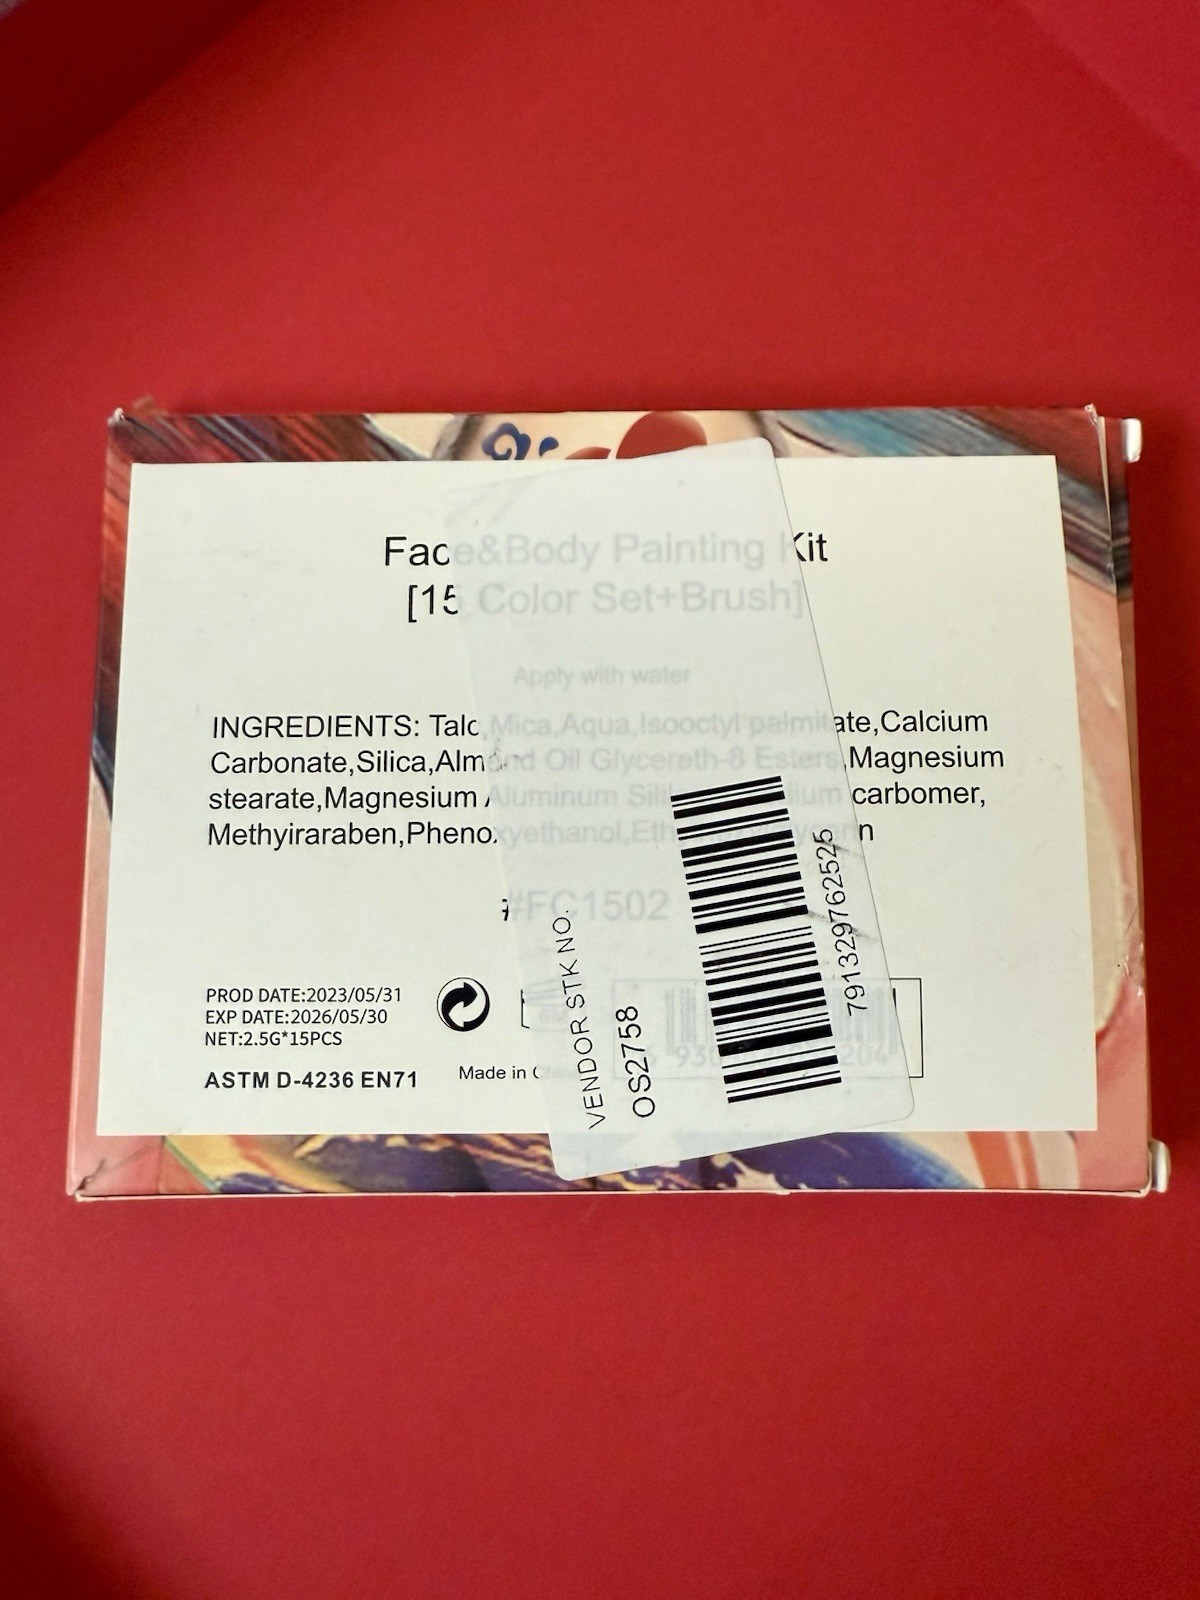 Face&Body Painting Kit
[15 Color Set+Brush]
Apply with water
INGREDIENTS: Talc,Mica,Aqua,Isooctyl palmitate,Calcium
Carbonate,Silica,Almond Oil Glycereth-8 Esters,Magnesium
stearate,Magnesium Aluminum carbomer,
Methyiraraben,Phenoxyethanol,
#FC1502
PROD DATE:2023/05/31
EXP DATE:2026/05/30
NET:2.5G*15PCS
ASTM D-4236 EN71
Made in China
6M
VENDOR STK NO.
OS2758
791329762525